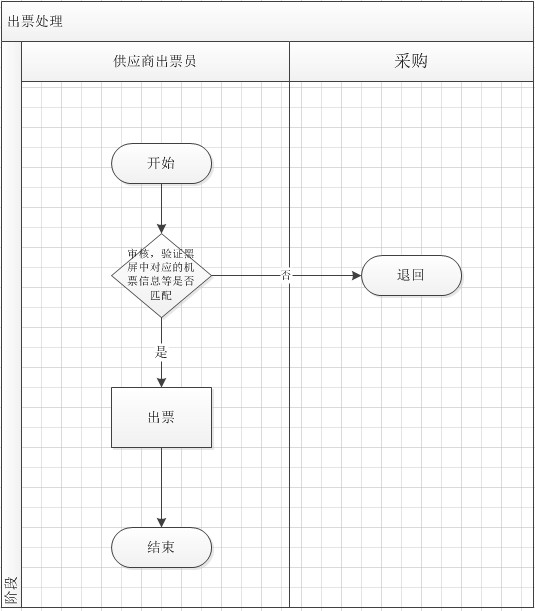 出票处理
供应商出票员
采购
开始
审核，验证黑
屏中对应的机
票信息等是否
匹配
否
退回
是
出票
结束
阶段